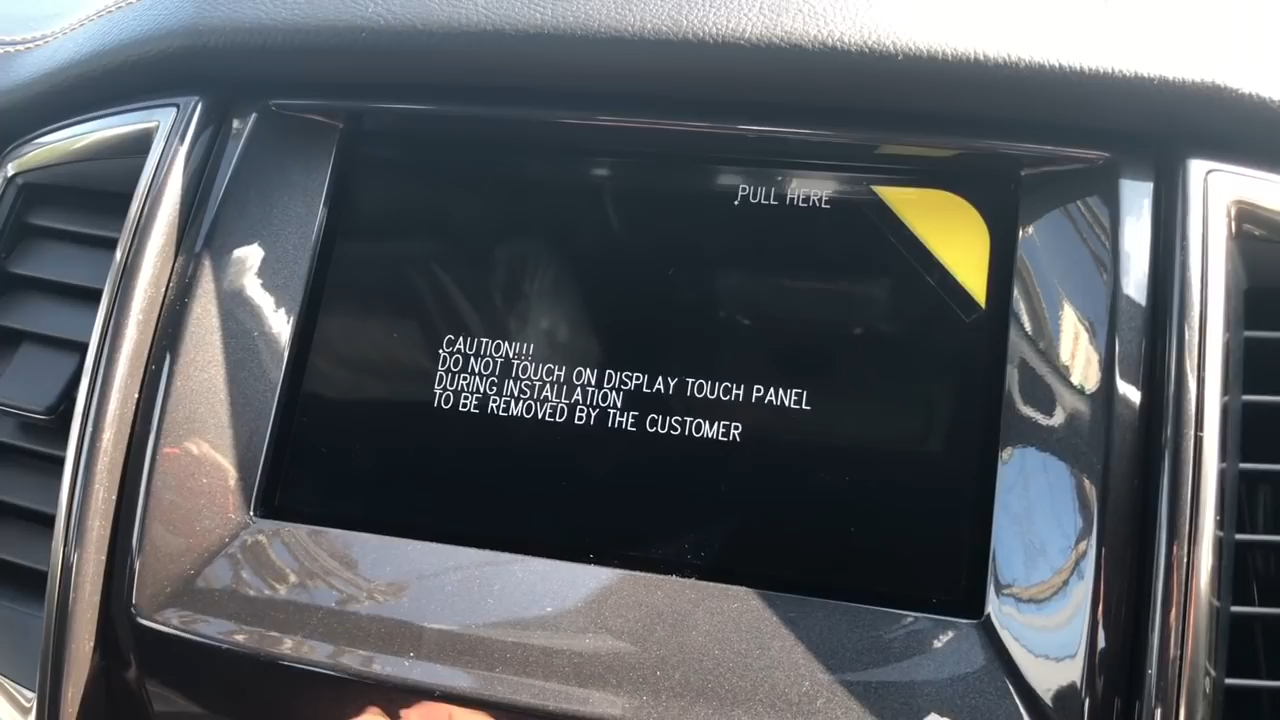 PULL HERE
CAUTION!!!
DO NOT TOUCH ON DISPLAY TOUCH PANEL
DURING INSTALLATION
TO BE REMOVED BY THE CUSTOMER